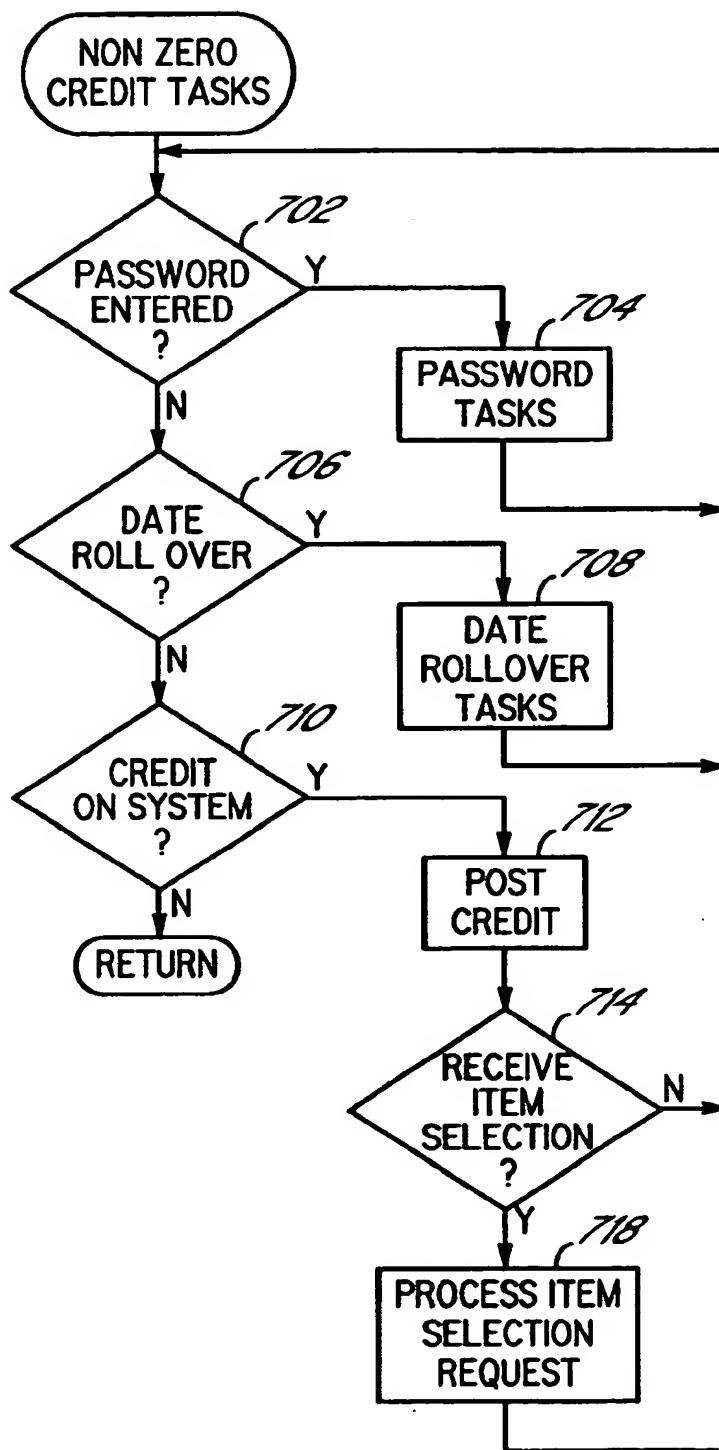 NON ZERO
CREDIT TASKS
702
PASSWORD
ENTERED
?
Y
N
704
PASSWORD
TASKS
706
DATE
ROLL OVER
?
Y
N
708
DATE
ROLLOVER
TASKS
710
CREDIT
ON SYSTEM
?
Y
N
RETURN
712
POST
CREDIT
714
RECEIVE
ITEM
SELECTION
?
N
Y
718
PROCESS ITEM
SELECTION
REQUEST